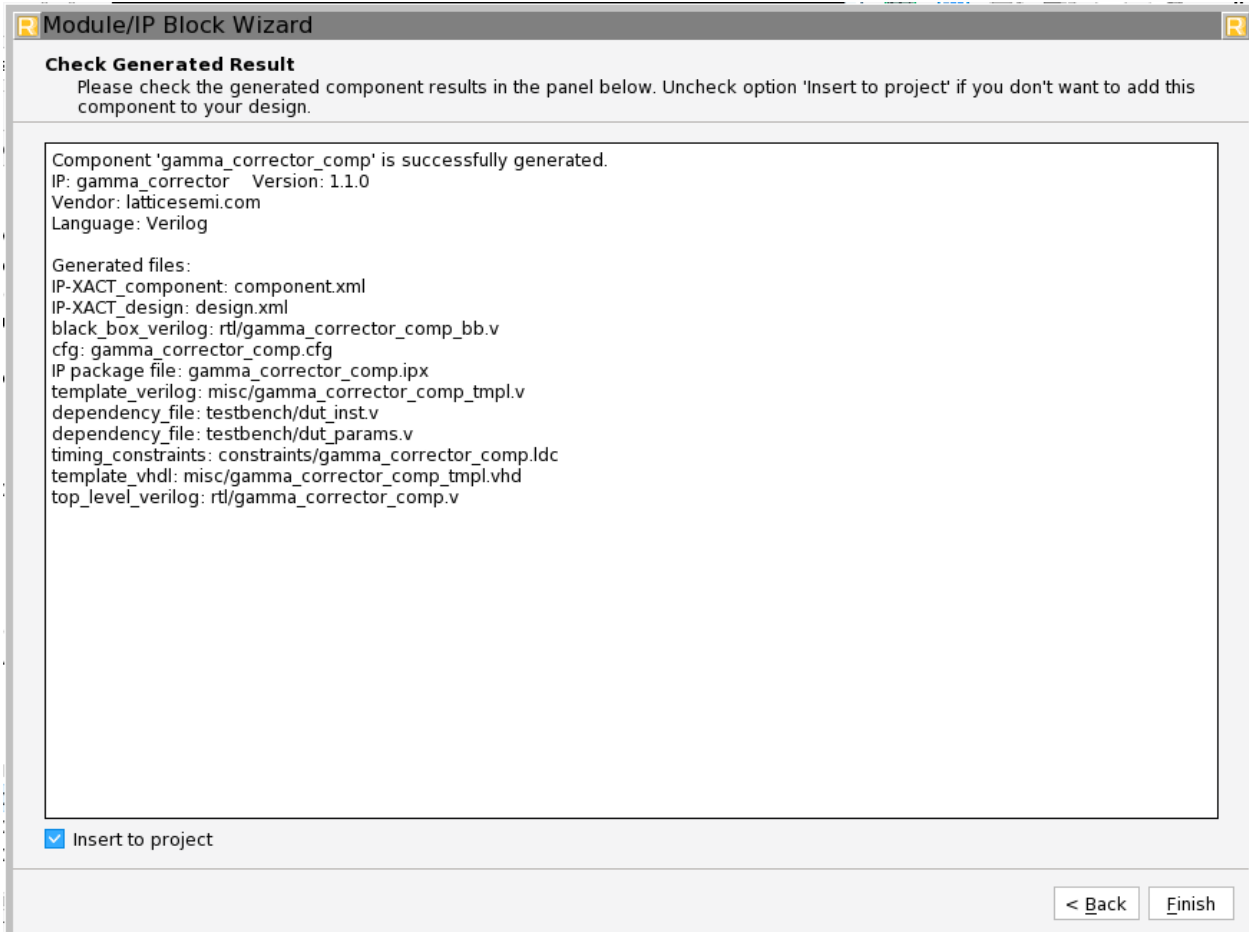 Module/IP Block Wizard
Check Generated Result
Please check the generated component results in the panel below. Uncheck option 'Insert to project' if you don't want to add this
component to your design.
Component 'gamma_corrector_comp' is successfully generated.
IP: gamma_corrector    Version: 1.1.0
Vendor: latticesemi.com
Language: Verilog
Generated files:
IP-XACT_component: component.xml
IP-XACT_design: design.xml
black_box_verilog: rtl/gamma_corrector_comp_bb.v
cfg: gamma_corrector_comp.cfg
IP package file: gamma_corrector_comp.ipx
template_verilog: misc/gamma_corrector_comp_tmpl.v
dependency_file: testbench/dut_inst.v
dependency_file: testbench/dut_params.v
timing_constraints: constraints/gamma_corrector_comp.ldc
template_vhdl: misc/gamma_corrector_comp_tmpl.vhd
top_level_verilog: rtl/gamma_corrector_comp.v
Insert to project
< Back Finish